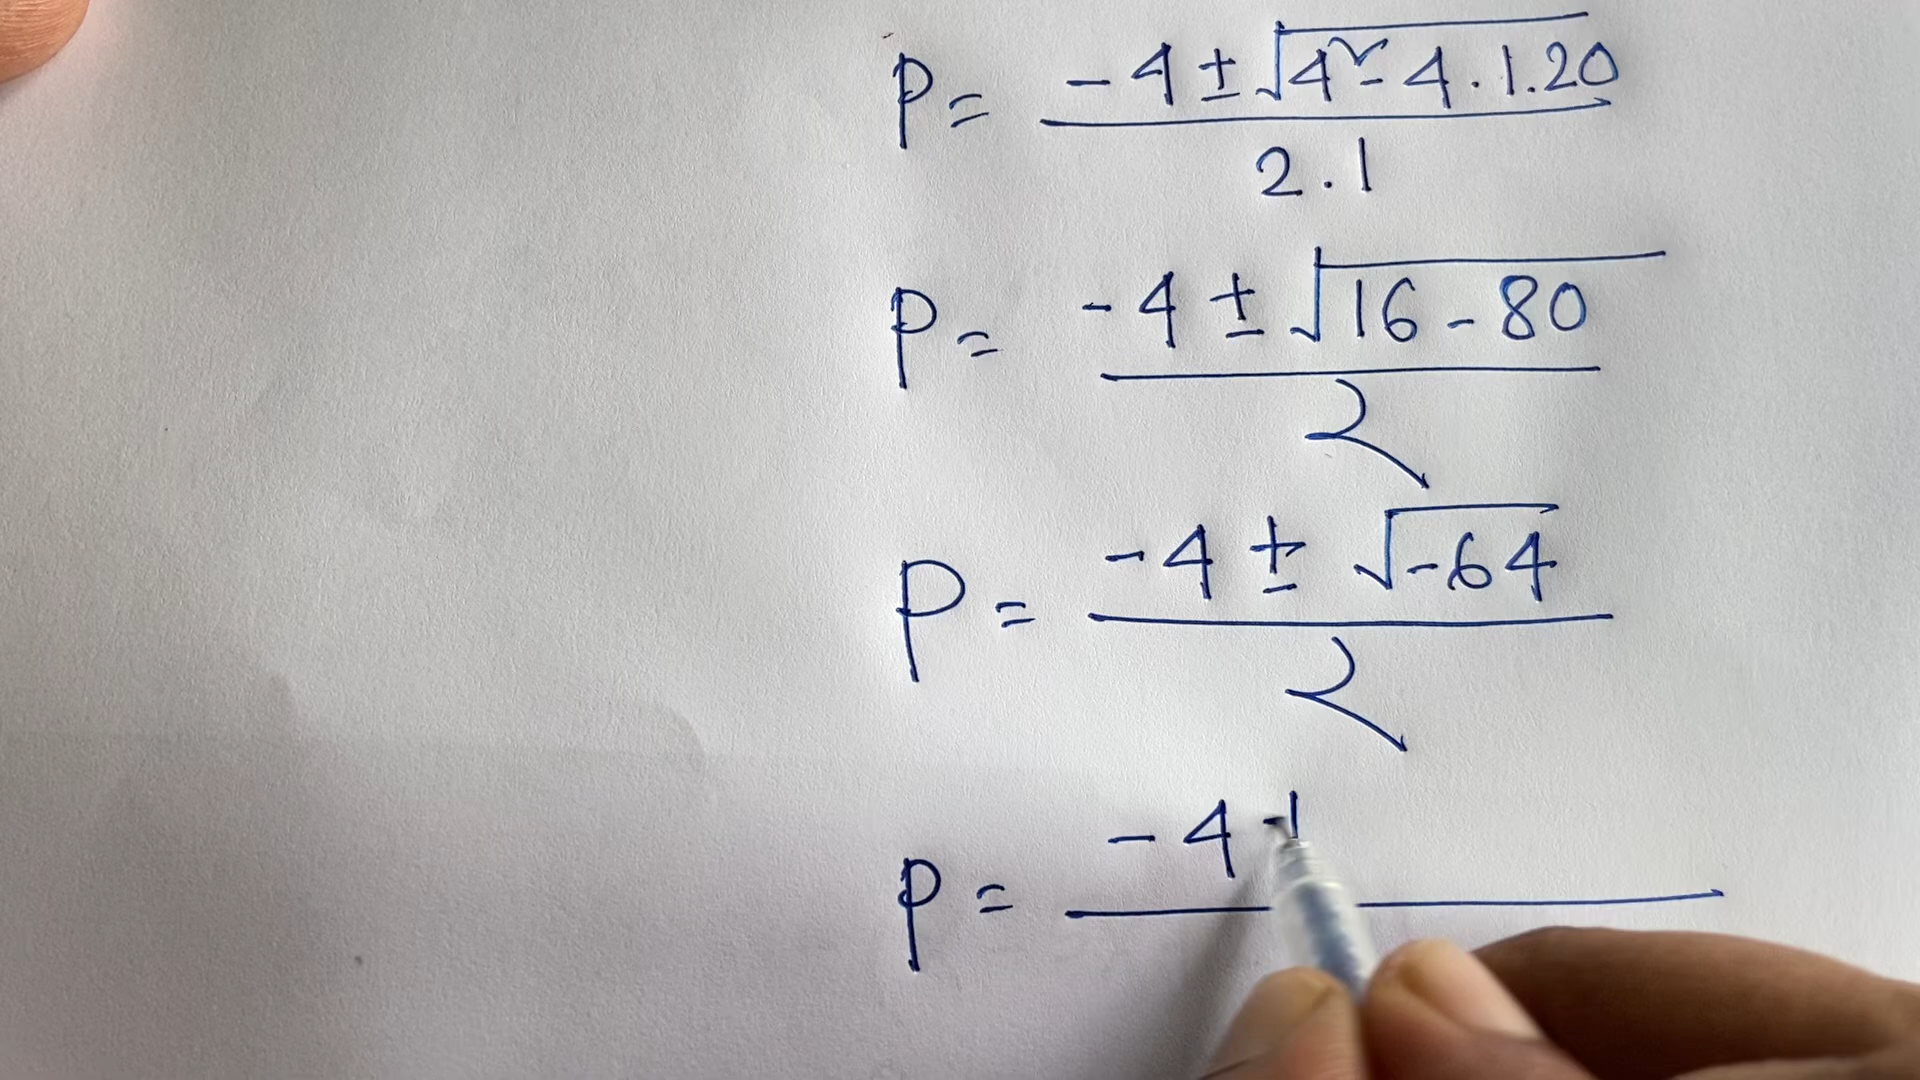 P = -4 ± √4² - 4 . 1 . 20
2 . 1
P = -4 ± √16 - 80
2
P = -4 ± √-64
2
P = -4